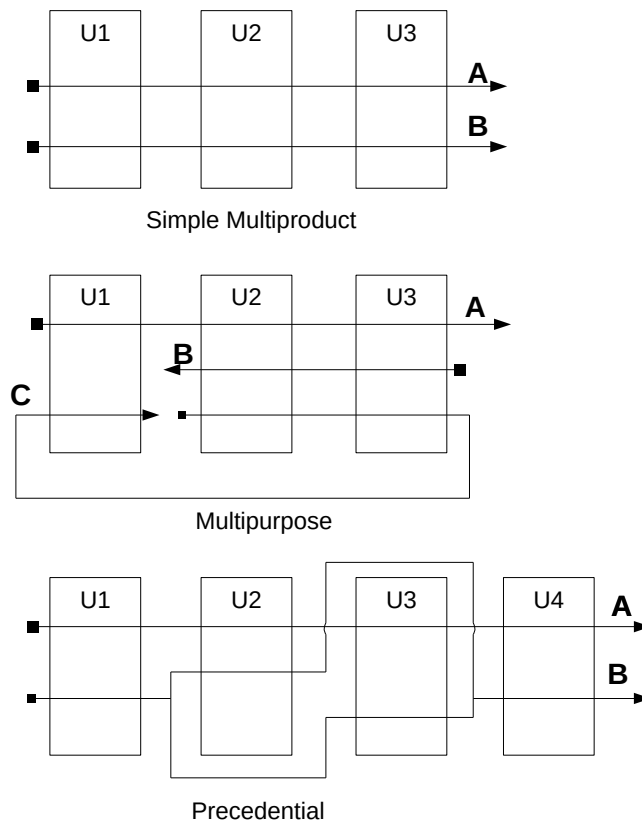 U1 U2 U3
A
B
Simple Multiproduct
U1 U2 U3
A
B
C
Multipurpose
U1 U2 U3 U4
A
B
Precedential